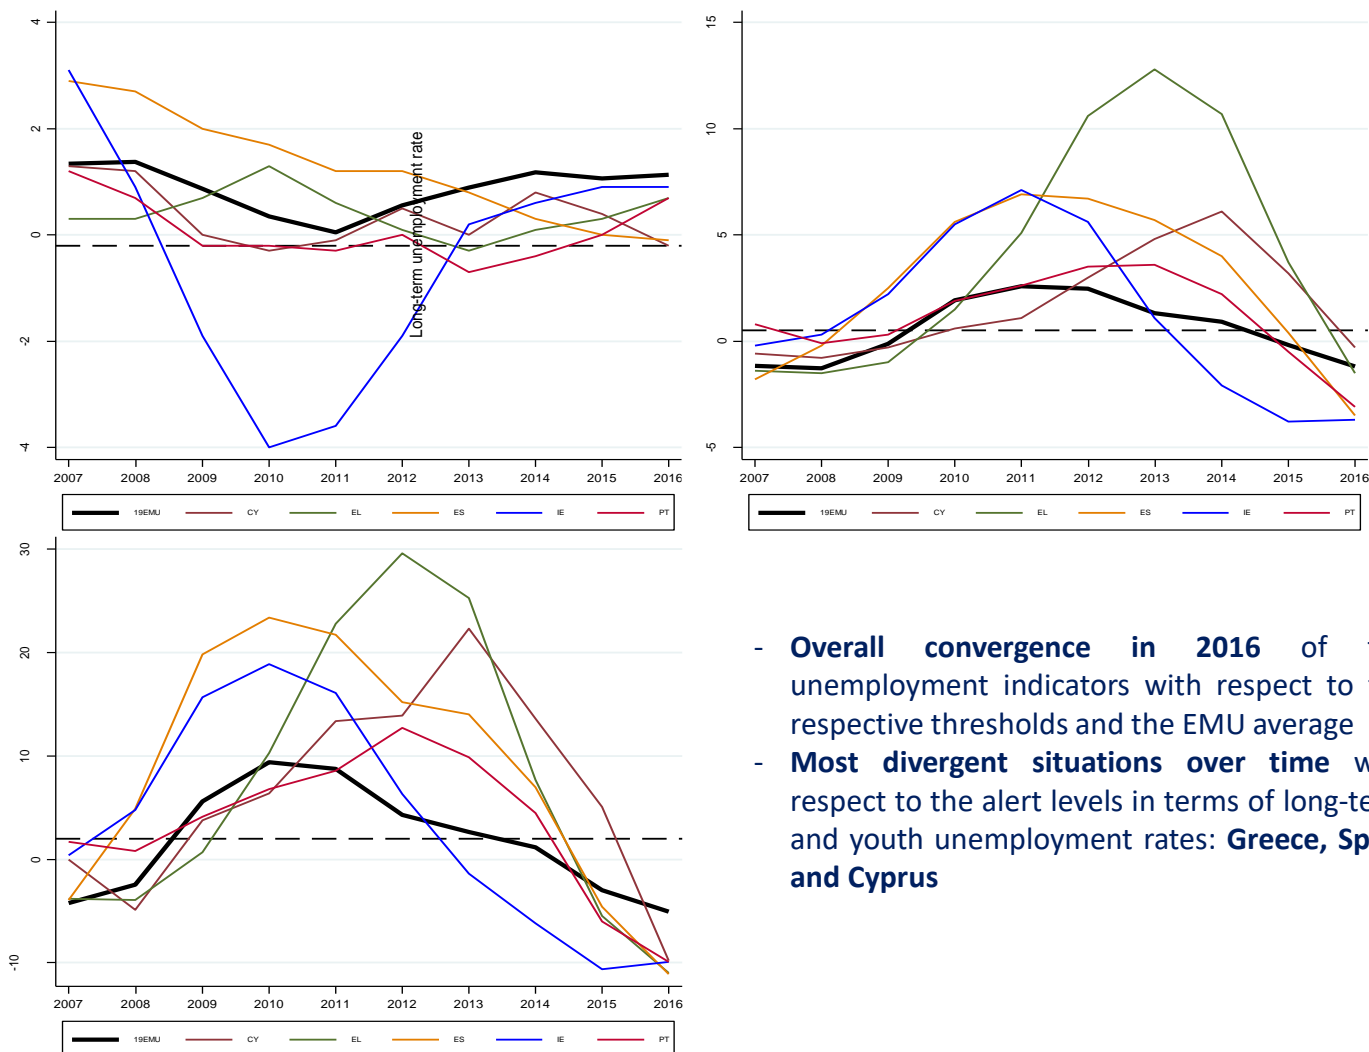 4
2
0
-2
-4
2007 2008 2009 2010 2011 2012 2013 2014 2015 2016
19EMU CY EL ES IE PT
Long-term unemployment rate
15
10
5
0
-5
2007 2008 2009 2010 2011 2012 2013 2014 2015 2016
19EMU CY EL ES IE PT
30
20
10
0
-10
2007 2008 2009 2010 2011 2012 2013 2014 2015 2016
19EMU CY EL ES IE PT
- Overall convergence in 2016 of
unemployment indicators with respect to
respective thresholds and the EMU average
- Most divergent situations over time
respect to the alert levels in terms of
and youth unemployment rates: Greece,
and Cyprus